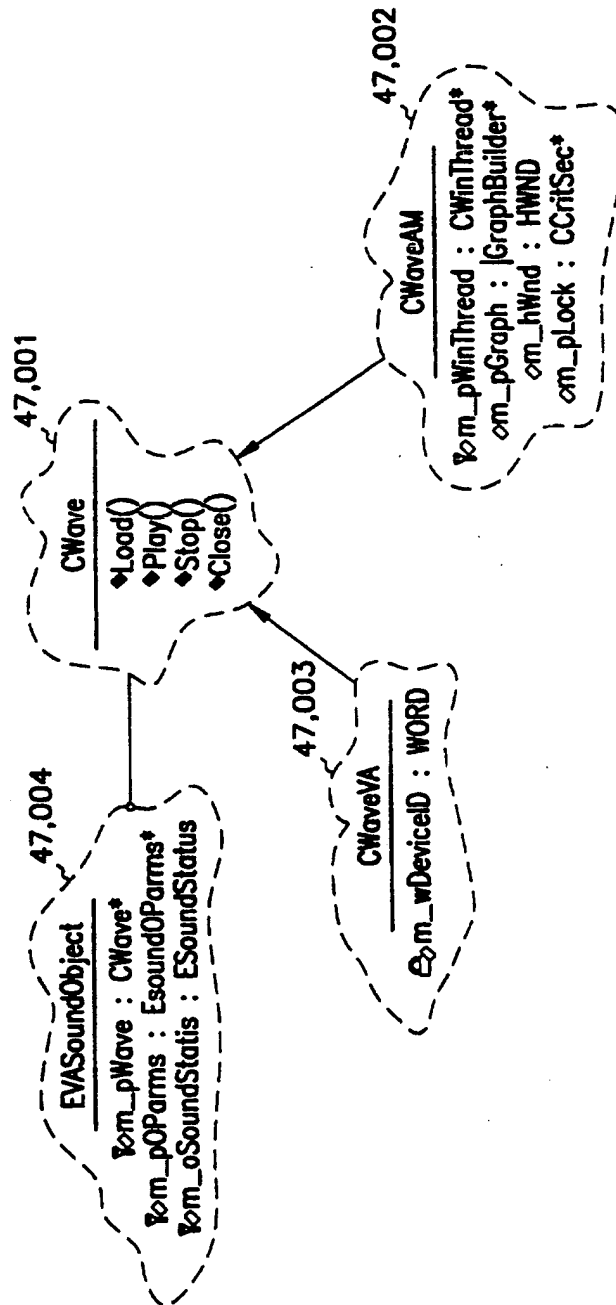 47,004
EVASoundObject
m_pWave : CWave*
m_pOParms : EsoundOParms*
m_oSoundStatis : ESoundStatus
47,001
CWave
Load()
Play()
Stop()
Close()
47,003
CWaveVA
m_wDeviceID : WORD
47,002
CWaveAM
m_pWinThread : CWinThread*
m_pGraph : IGraphBuilder*
m_hWnd : HWND
m_pLock : CCritSec*